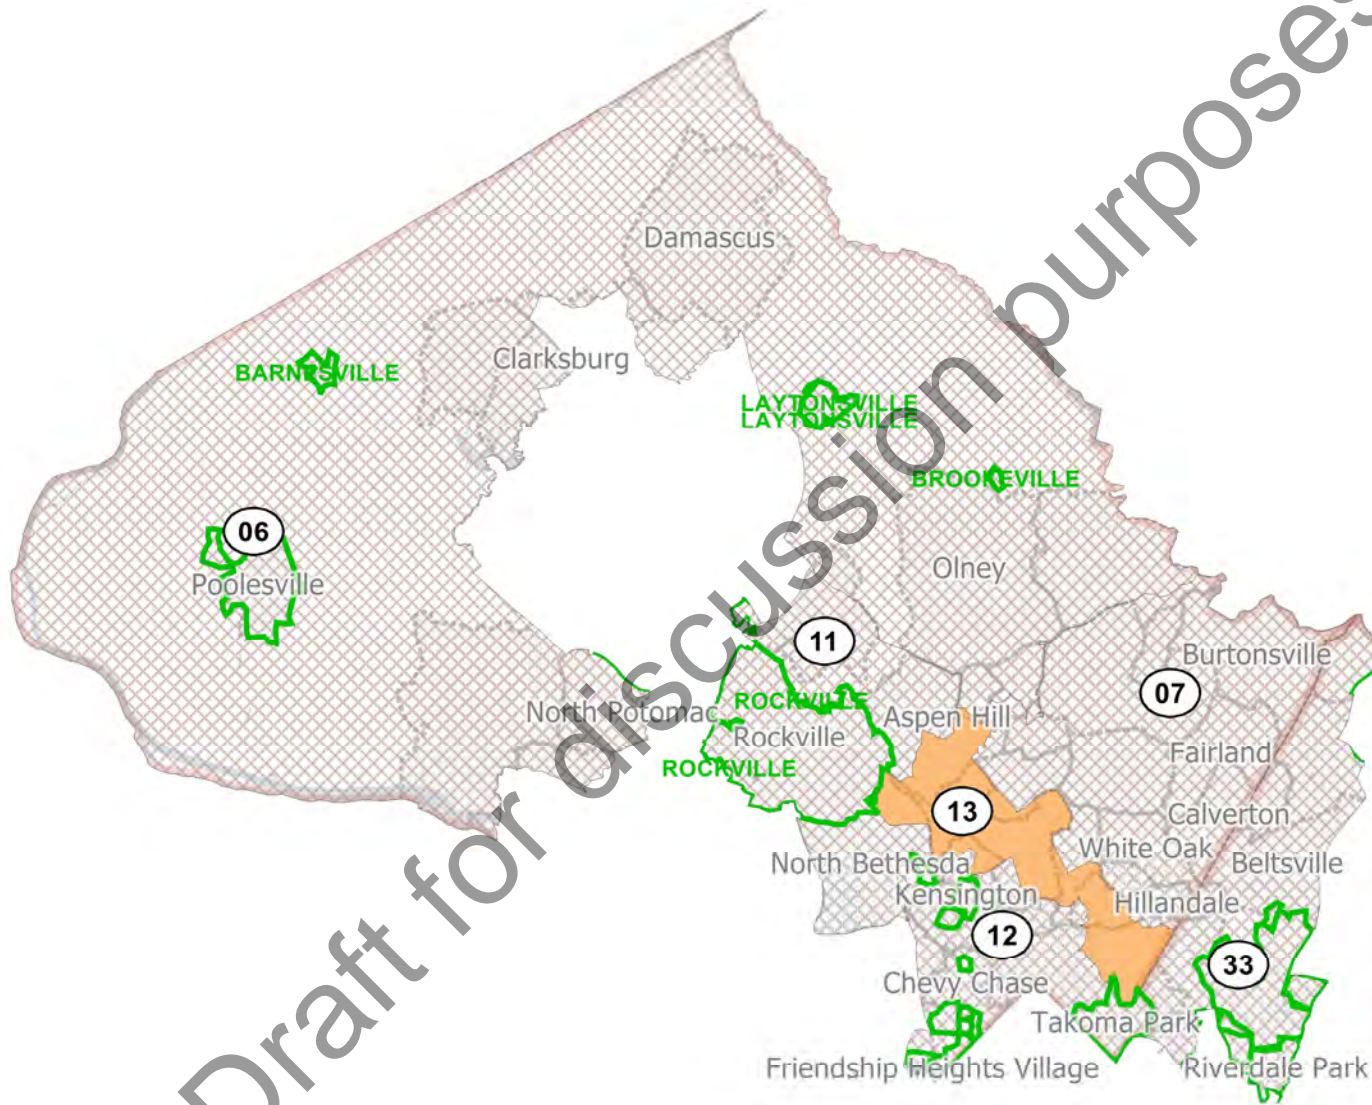 Damascus
Clarksburg
BARNESVILLE
LAYTONSVILLE
LAYTONSVILLE
BROOKEVILLE
06
Poolesville
Olney
11
Burtonsville
07
ROCKVILLE
North Potomac
Aspen Hill
Rockville
Fairland
ROCKVILLE
13
Calverton
White Oak
North Bethesda
Beltsville
Kensington
Hillandale
12
33
Chevy Chase
Takoma Park
Friendship Heights Village
Riverdale Park
Draft for discussion purposes